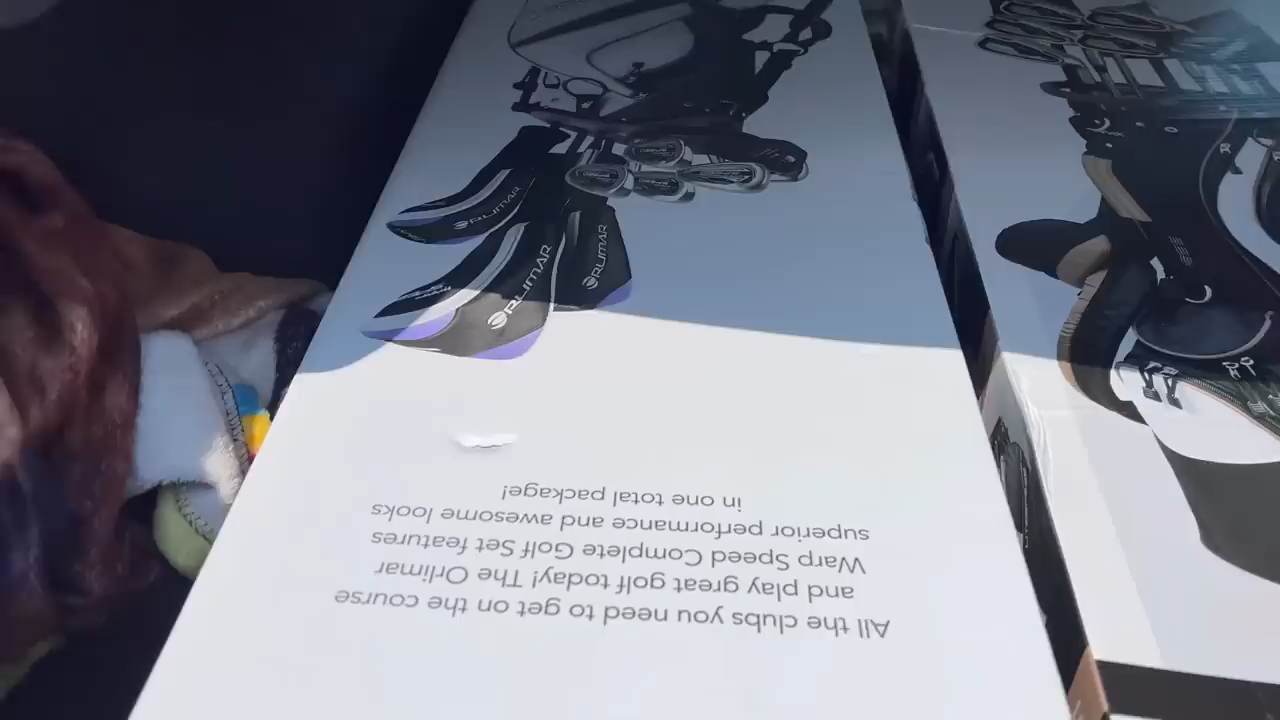 All the clubs you need to get on the course
and play great golf today! The Orlimar
Warp Speed Complete Golf Set features
superior performance and awesome looks
in one total package!
ORLIMAR
ORLIMAR
ORLIMAR